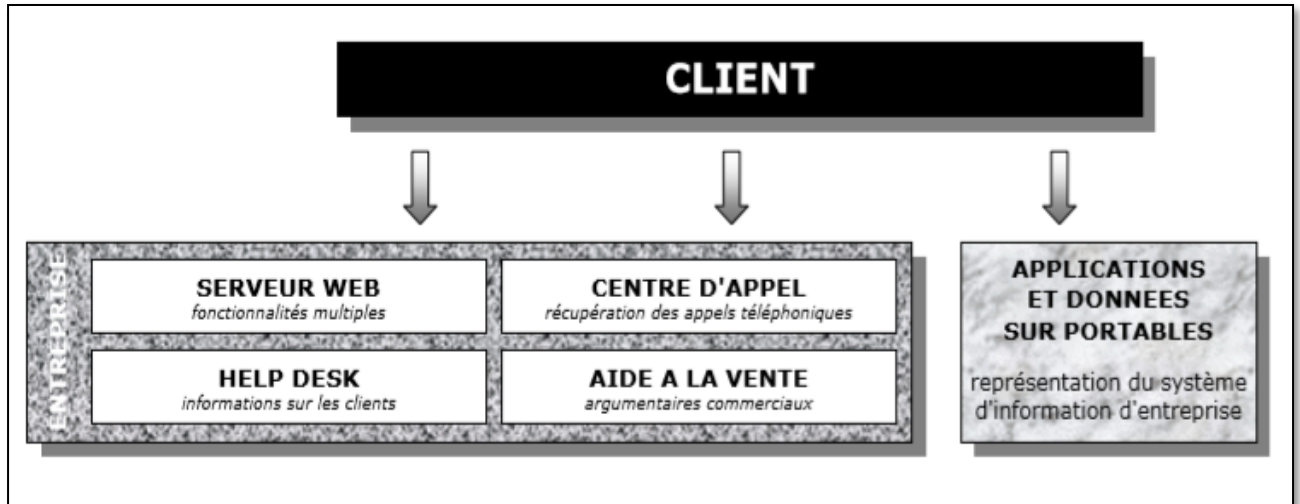 CLIENT
ENTREPRISE
SERVEUR WEB
fonctionnalités multiples
CENTRE D'APPEL
récupération des appels téléphoniques
HELP DESK
informations sur les clients
AIDE A LA VENTE
argumentaires commerciaux
APPLICATIONS
ET DONNEES
SUR PORTABLES
représentation du système
d'information d'entreprise